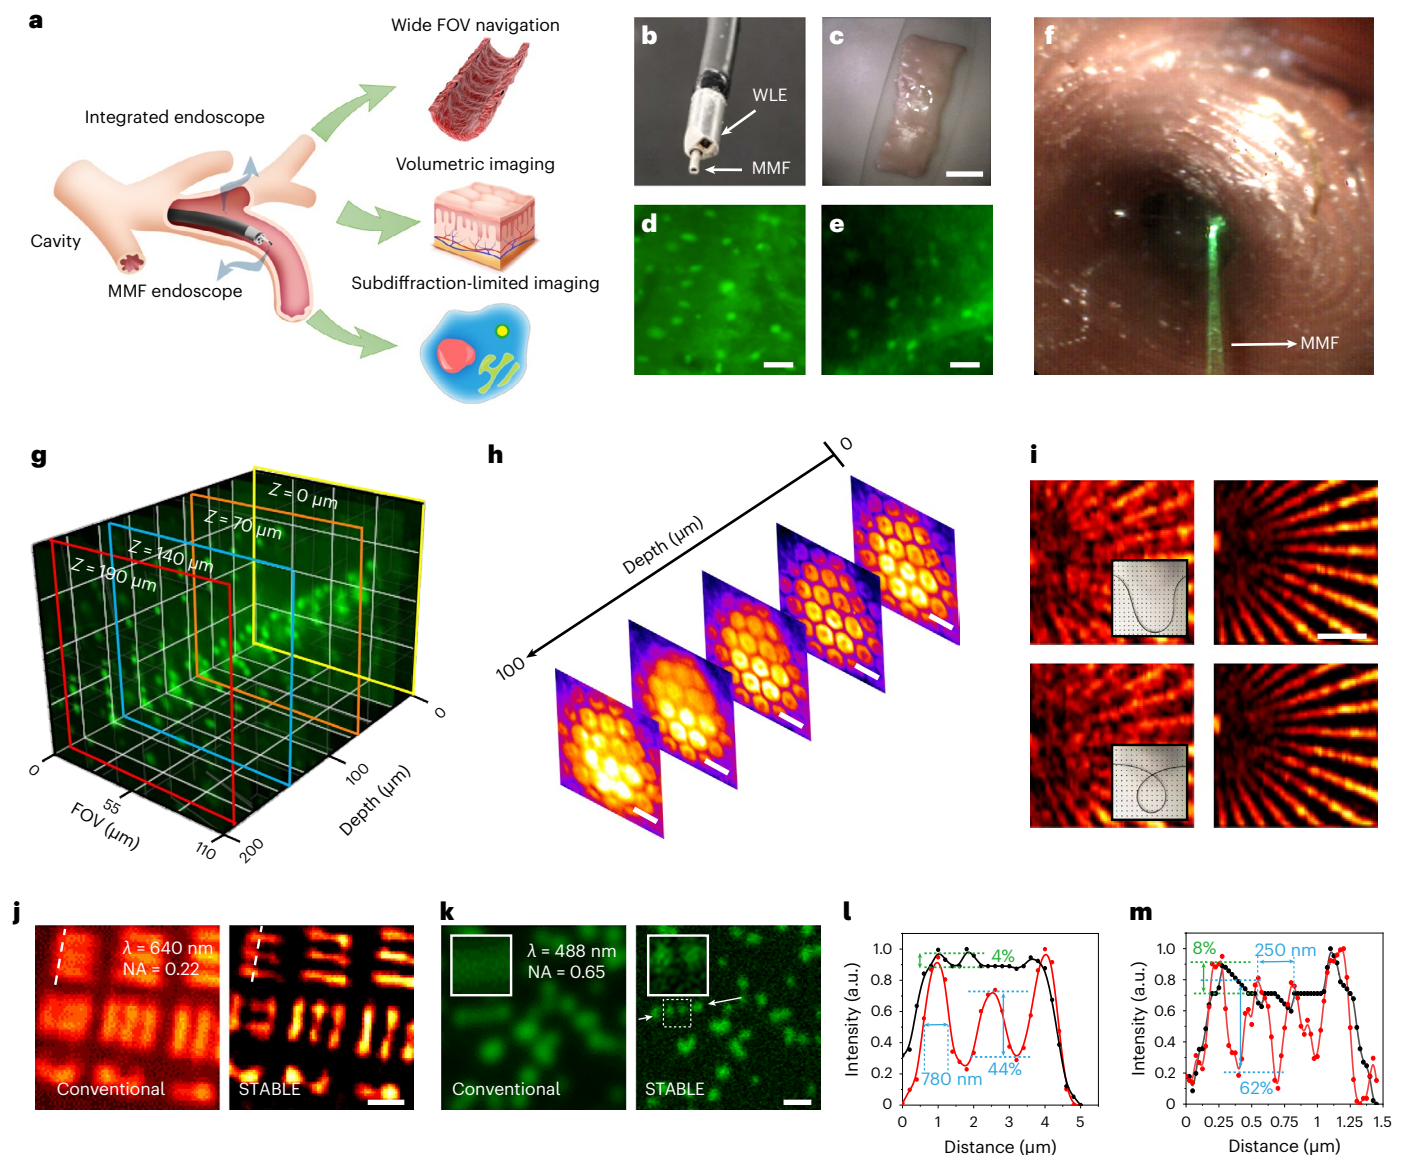 a
Wide FOV navigation
Integrated endoscope
Volumetric imaging
Cavity
MMF endoscope
Subdiffraction-limited imaging
b
WLE
MMF
c
d
e
f
MMF
g
Z = 0 µm
Z = 70 µm
Z = 140 µm
Z = 190 µm
0
55
110
FOV (µm)
0
100
200
Depth (µm)
h
0
Depth (µm)
100
i
j
λ = 640 nm
NA = 0.22
Conventional
STABLE
k
λ = 488 nm
NA = 0.65
Conventional
STABLE
l
1.0
0.8
0.6
0.4
0.2
0
Intensity (a.u.)
4%
780 nm
44%
0
1
2
3
4
5
Distance (µm)
m
1.0
0.8
0.6
0.4
0.2
0
Intensity (a.u.)
8%
250 nm
62%
0
0.25
0.5
0.75
1
1.25
1.5
Distance (µm)